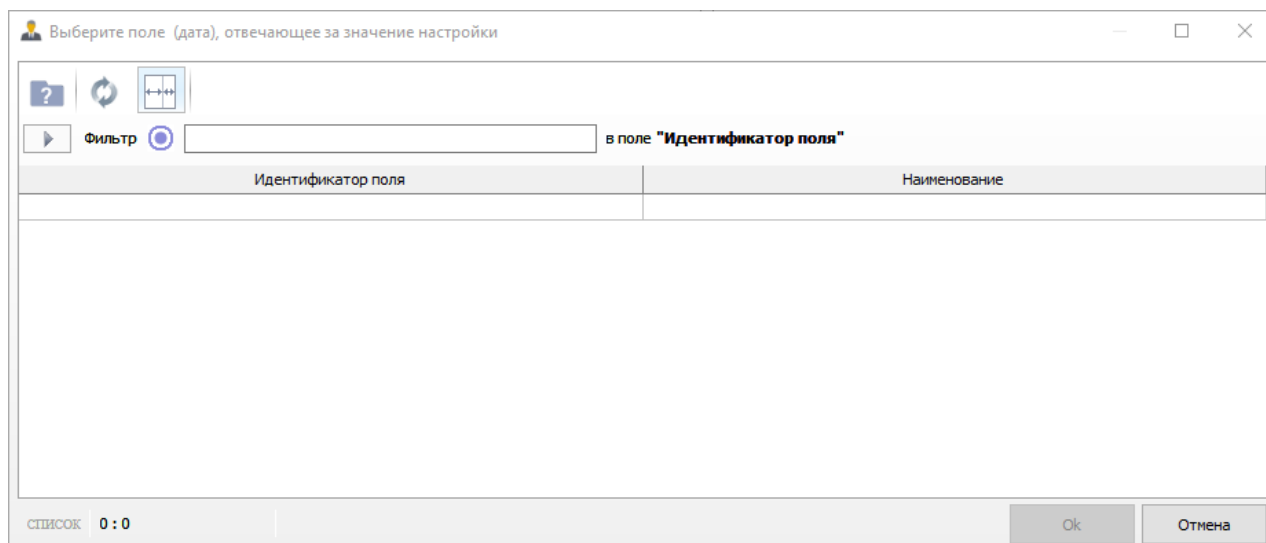 Выберите поле (дата), отвечающее за значение настройки
?
Фильтр в поле "Идентификатор поля"
Идентификатор поля Наименование
список 0 : 0 Ok Отмена